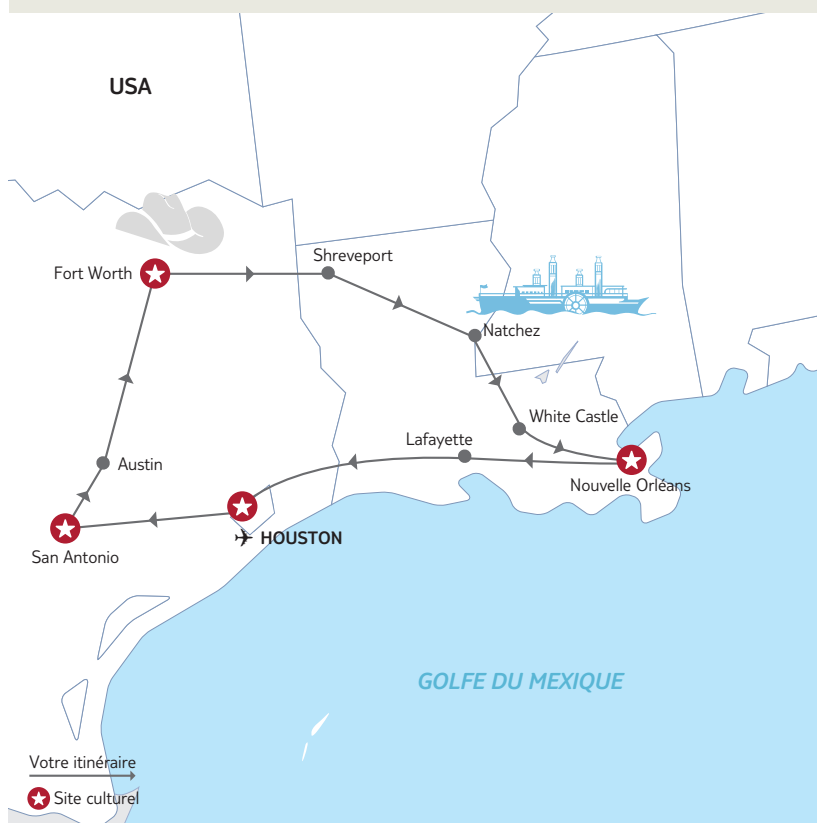 USA
Shreveport
Fort Worth
Natchez
White Castle
Lafayette
Austin
Nouvelle Orléans
HOUSTON
San Antonio
GOLFE DU MEXIQUE
Votre itinéraire
Site culturel